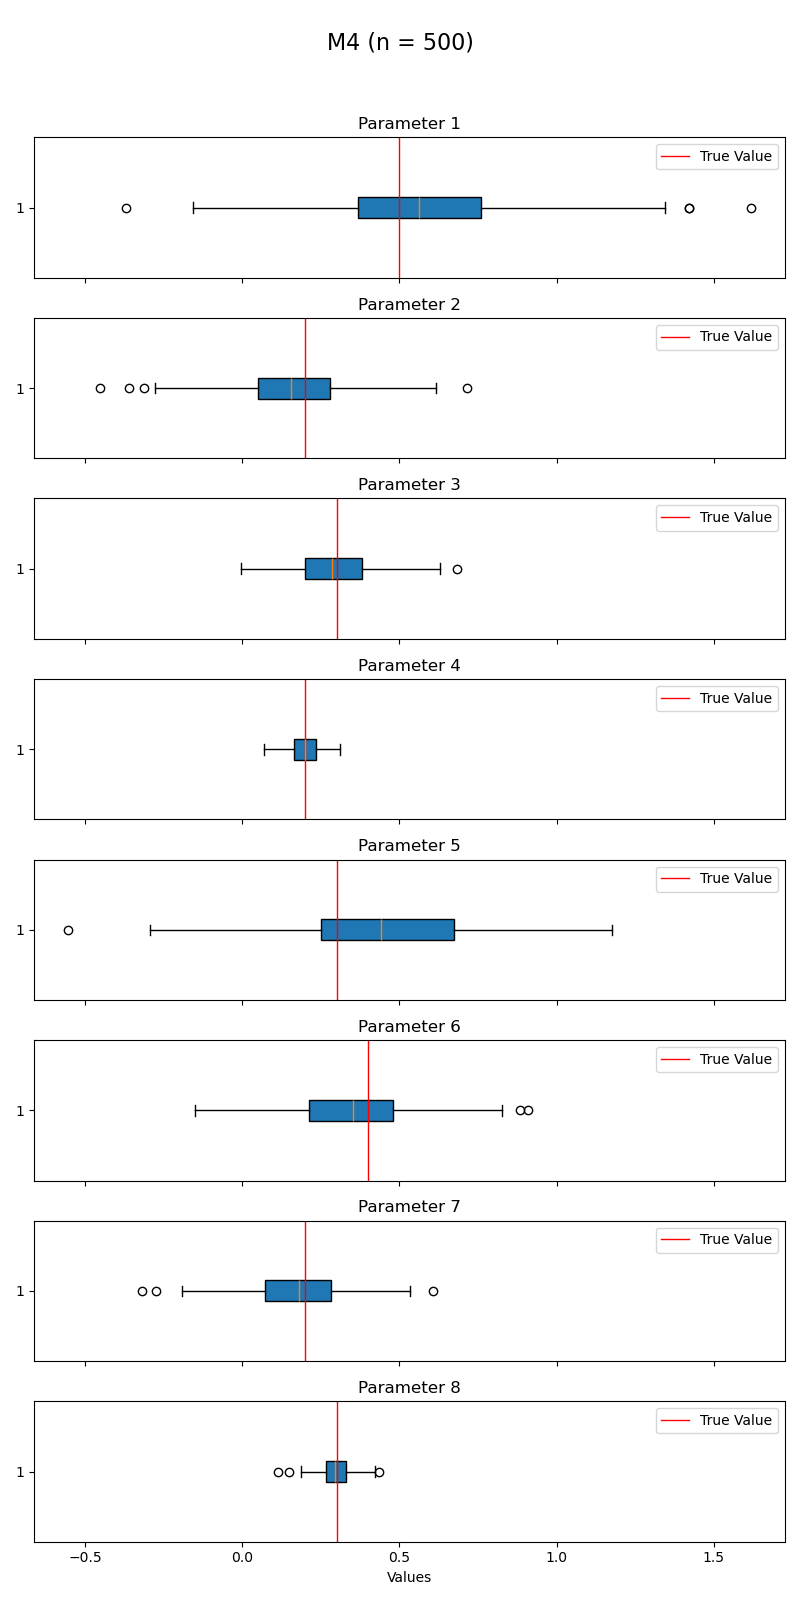 M4 (n = 500)
Parameter 1
True Value
1
Parameter 2
True Value
1
Parameter 3
True Value
1
Parameter 4
True Value
1
Parameter 5
True Value
1
Parameter 6
True Value
1
Parameter 7
True Value
1
Parameter 8
True Value
1
−0.5 0.0 0.5 1.0 1.5
Values